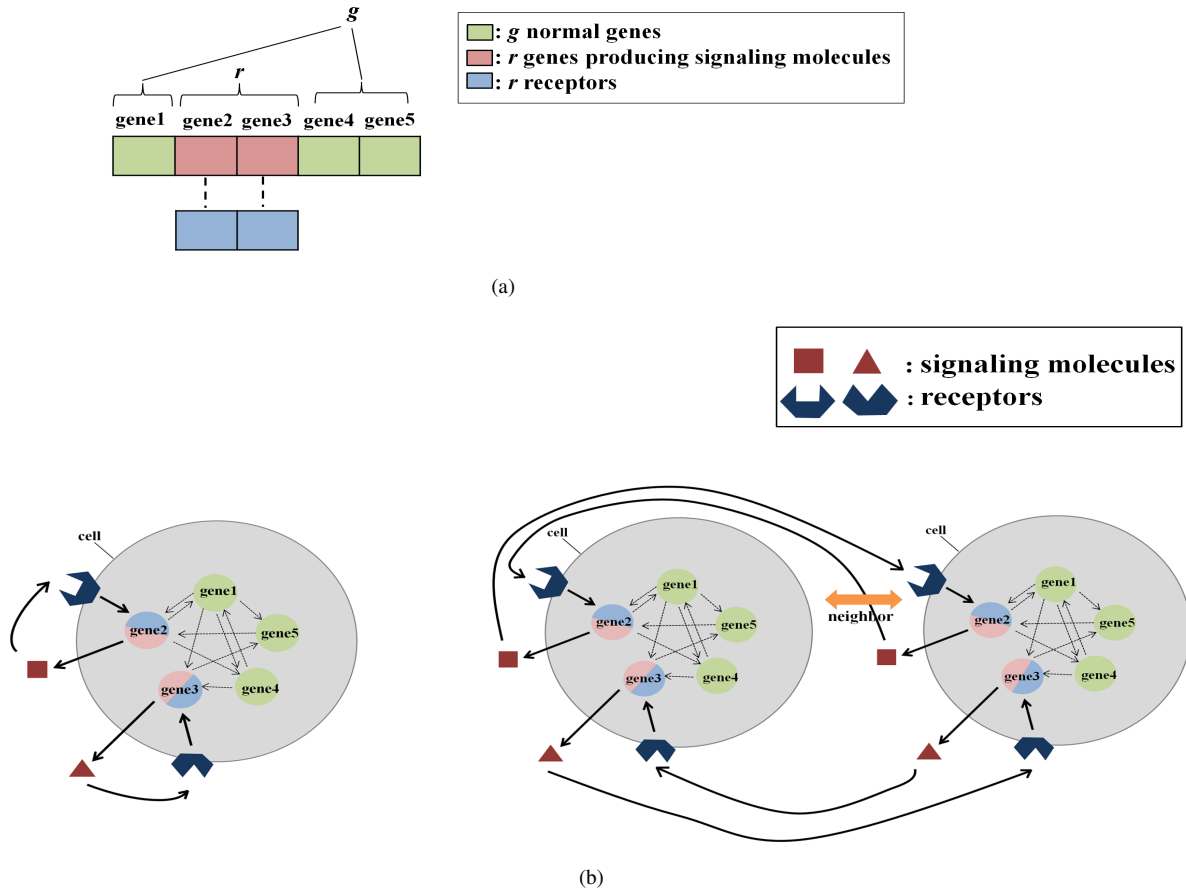 g
: g normal genes
: r genes producing signaling molecules
: r receptors
r
gene1 gene2 gene3 gene4 gene5
(a)
: signaling molecules
: receptors
cell
gene1
gene2
gene5
gene3
gene4
cell
gene1
gene2
gene5
gene3
gene4
neighbor
cell
gene1
gene2
gene5
gene3
gene4
(b)